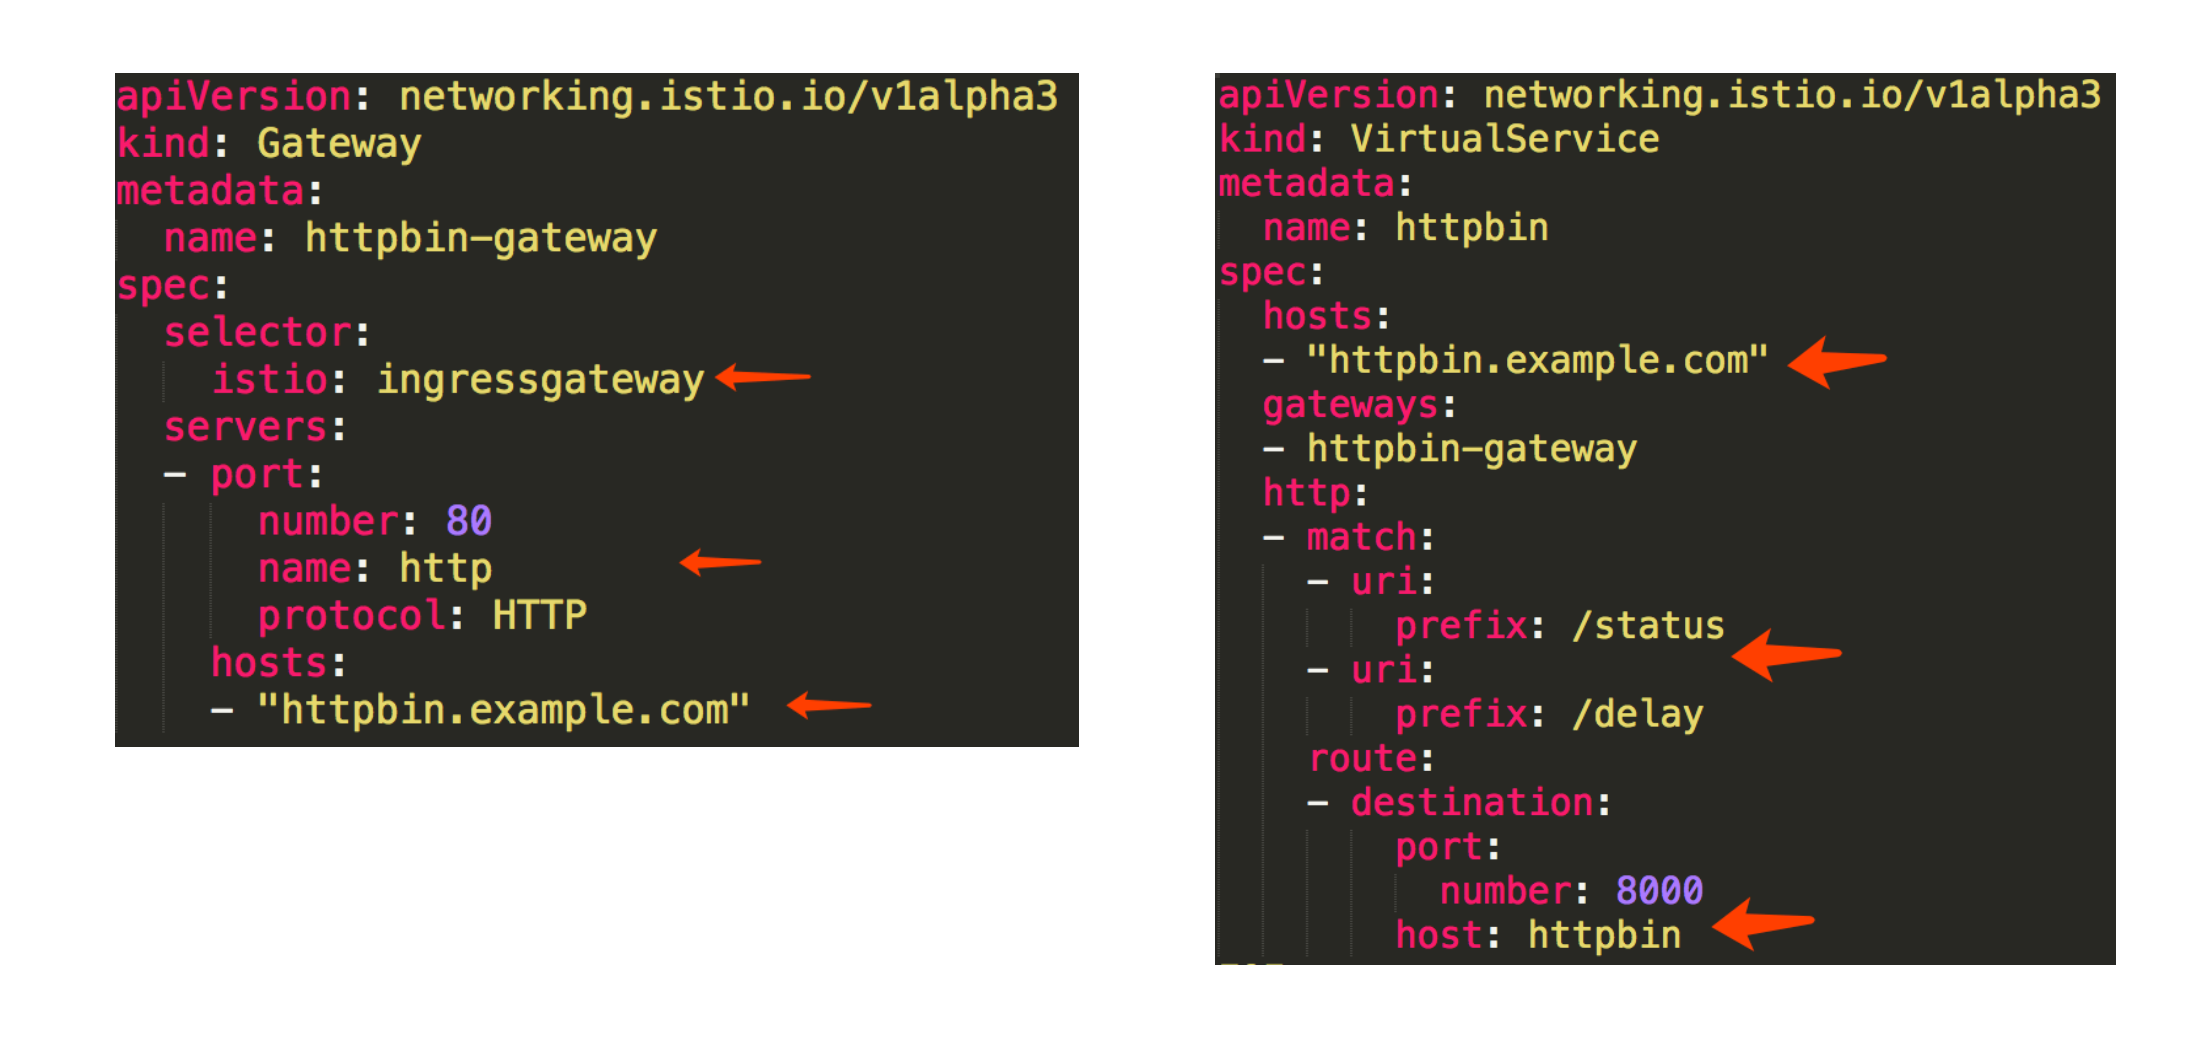 apiVersion: networking.istio.io/v1alpha3
kind: Gateway
metadata:
  name: httpbin-gateway
spec:
  selector:
    istio: ingressgateway
  servers:
  - port:
      number: 80
      name: http
      protocol: HTTP
    hosts:
    - "httpbin.example.com"
apiVersion: networking.istio.io/v1alpha3
kind: VirtualService
metadata:
  name: httpbin
spec:
  hosts:
  - "httpbin.example.com"
  gateways:
  - httpbin-gateway
  http:
  - match:
    - uri:
        prefix: /status
    - uri:
        prefix: /delay
    route:
    - destination:
        port:
          number: 8000
        host: httpbin